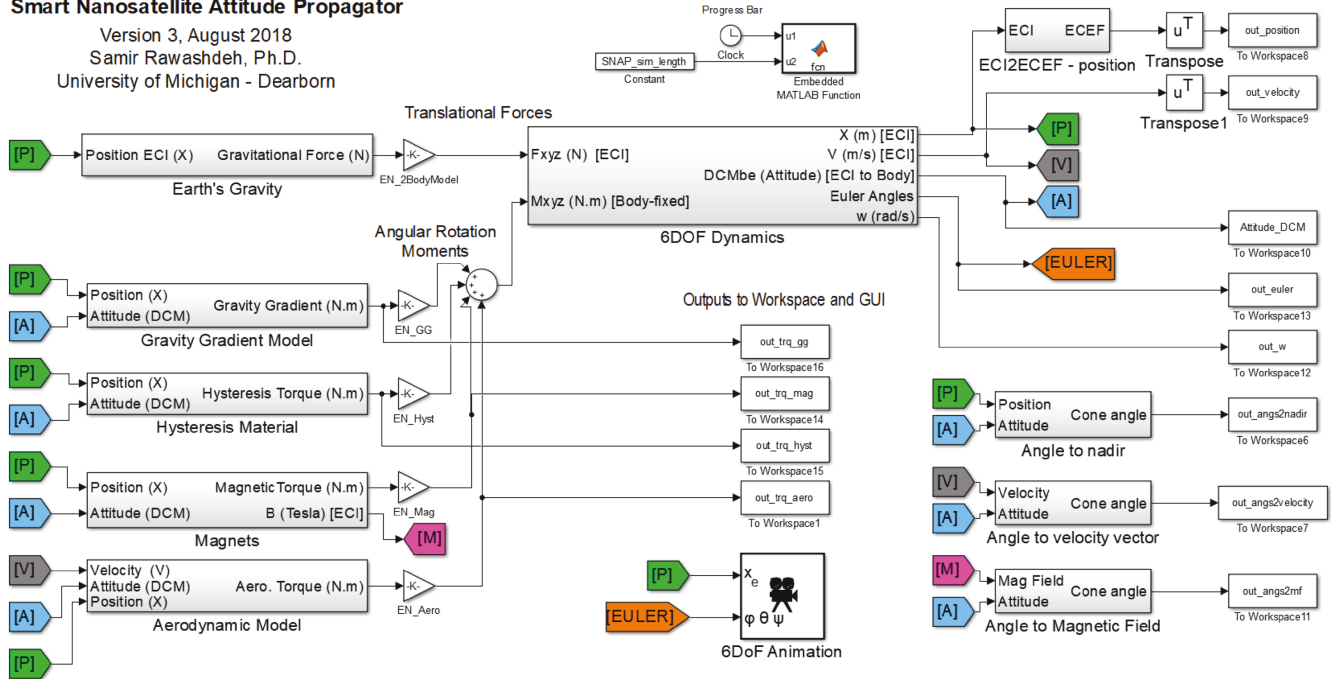 Smart Nanosatellite Attitude Propagator
Version 3, August 2018
Samir Rawashdeh, Ph.D.
University of Michigan - Dearborn
Progress Bar
Clock
SNAP_sim_length
Constant
u1
u2
fcn
Embedded
MATLAB Function
ECI ECEF
ECI2ECEF - position
u^T
Transpose
out_position
To Workspace8
u^T
Transpose1
out_velocity
To Workspace9
Translational Forces
[P]
Position (X) ECI
Position ECI (X) Gravitational Force (N)
Earth's Gravity
-K-
EN_2BodyModel
Fxyz (N) [ECI]
Mxyz (N.m) [Body-fixed]
X (m) [ECI]
V (m/s) [ECI]
DCMbe (Attitude) [ECI to Body]
Euler Angles
w (rad/s)
6DOF Dynamics
[P]
[V]
[A]
[EULER]
Attitude_DCM
To Workspace10
out_euler
To Workspace13
out_w
To Workspace12
Angular Rotation
Moments
+
+
+
+
[P]
[A]
Position (X)
Attitude (DCM)
Gravity Gradient (N.m)
Gravity Gradient Model
-K-
EN_GG
[P]
[A]
Position (X)
Attitude (DCM)
Hysteresis Torque (N.m)
Hysteresis Material
-K-
EN_Hyst
[P]
[A]
Position (X)
Attitude (DCM)
MagneticTorque (N.m)
B (Tesla) [ECI]
Magnets
-K-
EN_Mag
[M]
[V]
[A]
[P]
Velocity (V)
Attitude (DCM)
Position (X)
Aero. Torque (N.m)
Aerodynamic Model
-K-
EN_Aero
Outputs to Workspace and GUI
out_trq_gg
To Workspace16
out_trq_mag
To Workspace14
out_trq_hyst
To Workspace15
out_trq_aero
To Workspace1
[P]
[EULER]
x_e
φ θ ψ
6DoF Animation
[P]
[A]
Position
Attitude
Cone angle
Angle to nadir
out_angs2nadir
To Workspace6
[V]
[A]
Velocity
Attitude
Cone angle
Angle to velocity vector
out_angs2velocity
To Workspace7
[M]
[A]
Mag Field
Attitude
Cone angle
Angle to Magnetic Field
out_angs2mf
To Workspace11